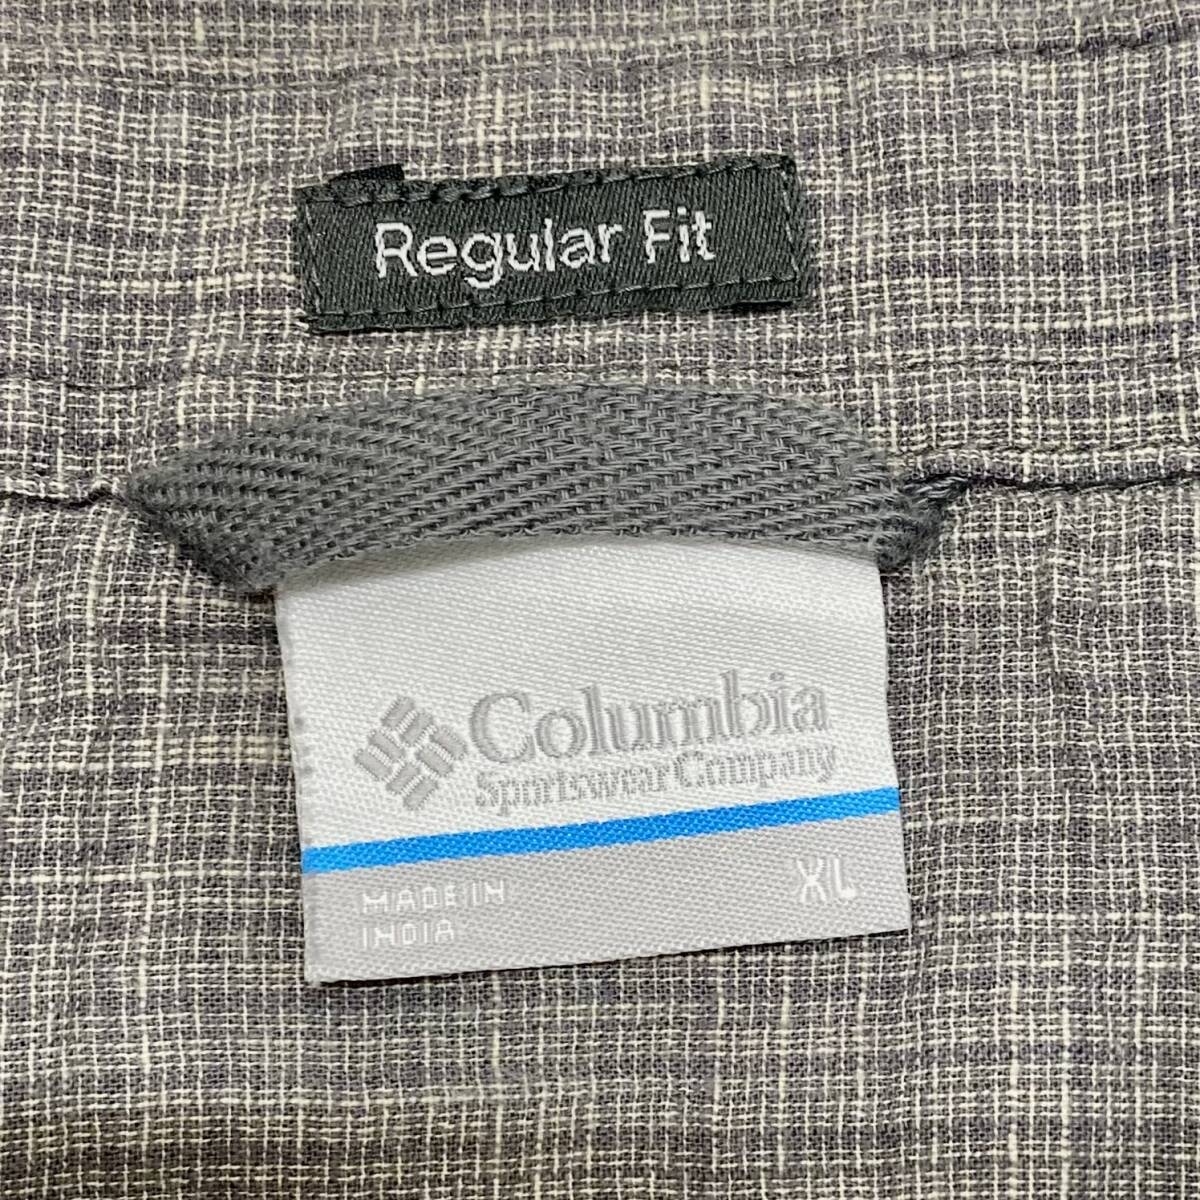 Regular Fit
Columbia
Sportswear Company
MADE IN
INDIA
XL